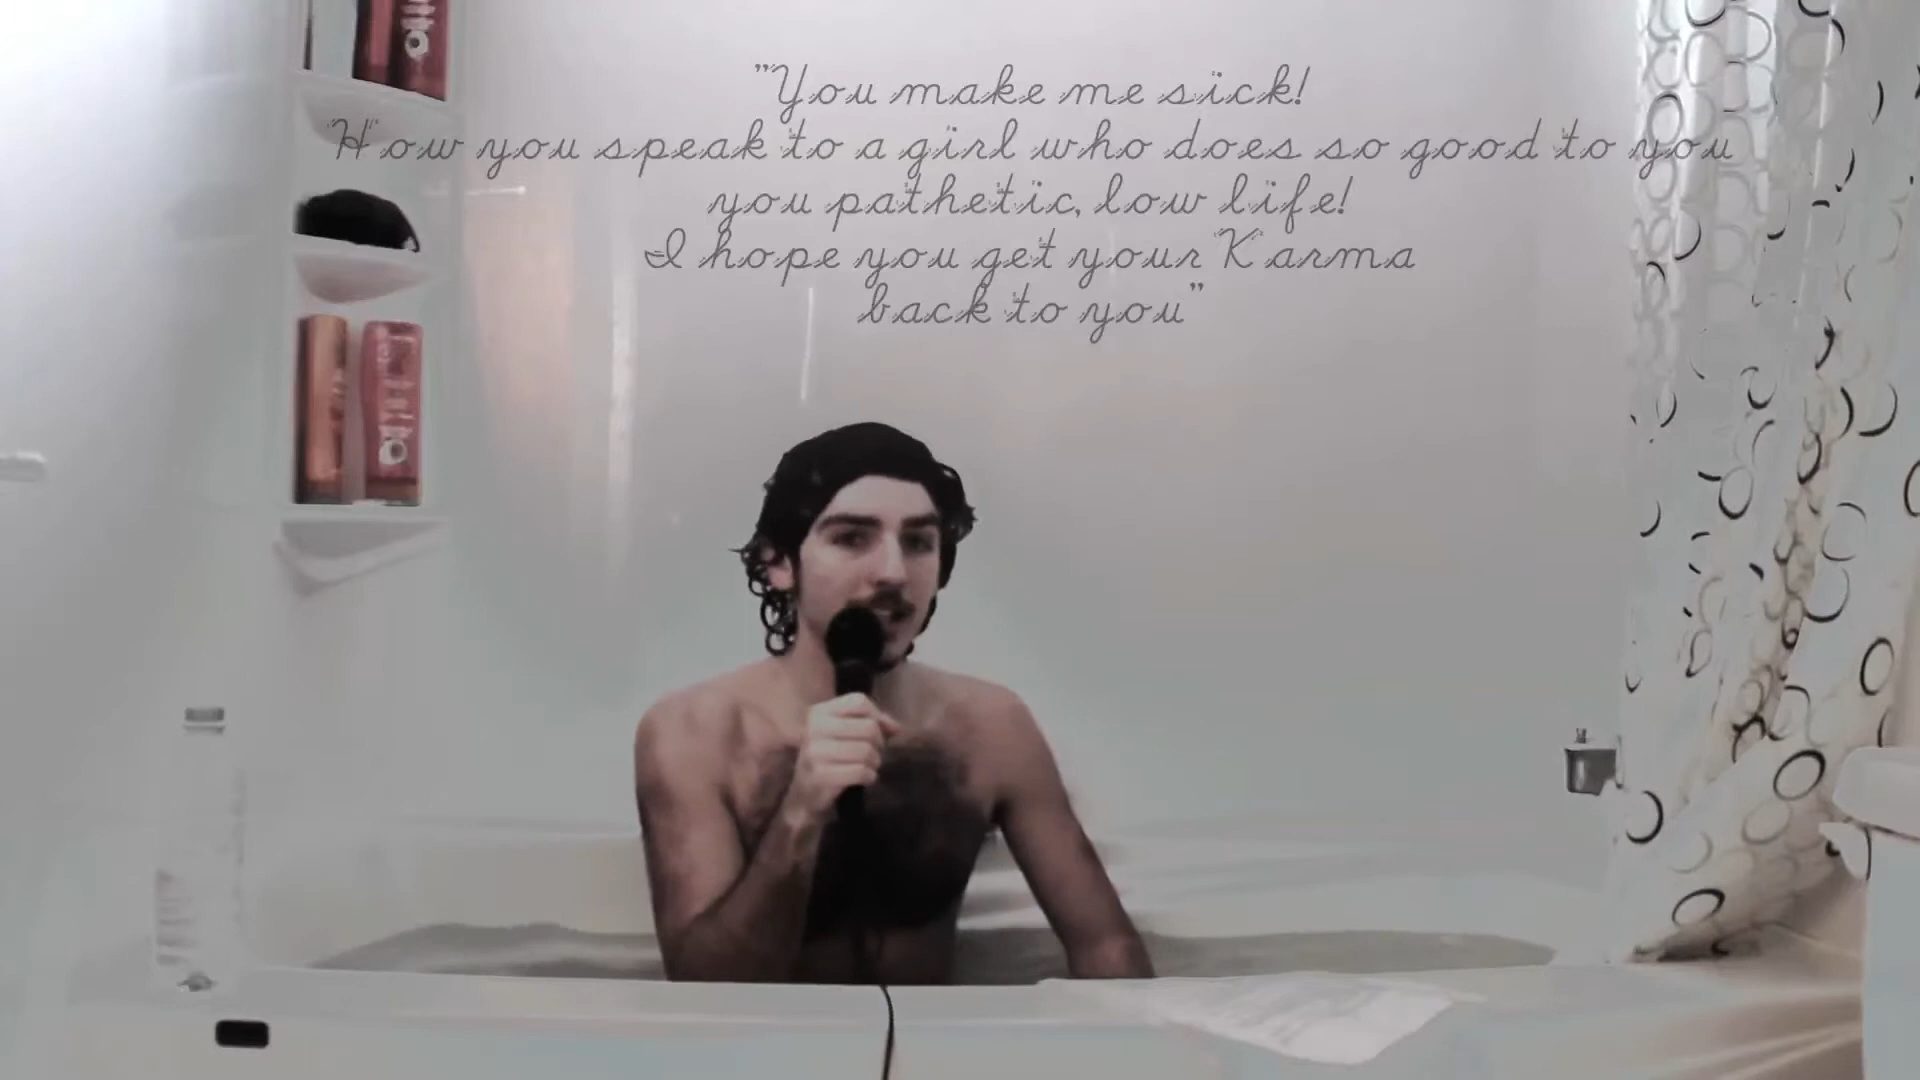 "You make me sick!
How you speak to a girl who does so good to you
you pathetic, low life!
I hope you get your Karma
back to you"